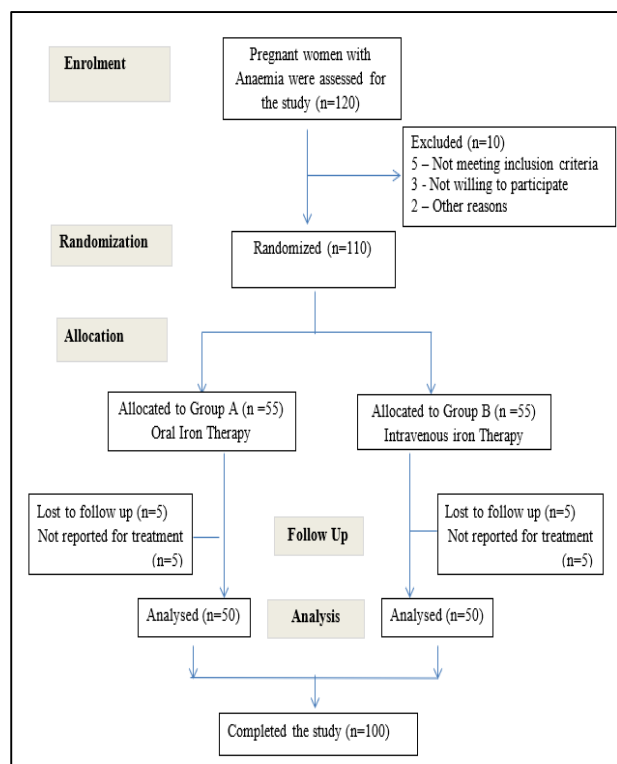 Enrolment
Pregnant women with
Anaemia were assessed for
the study (n=120)
Excluded (n=10)
5 – Not meeting inclusion criteria
3 - Not willing to participate
2 – Other reasons
Randomization
Randomized (n=110)
Allocation
Allocated to Group A (n =55)
Oral Iron Therapy
Allocated to Group B (n =55)
Intravenous iron Therapy
Lost to follow up (n=5)
Not reported for treatment
(n=5)
Follow Up
Lost to follow up (n=5)
Not reported for treatment
(n=5)
Analysed (n=50)
Analysis
Analysed (n=50)
Completed the study (n=100)